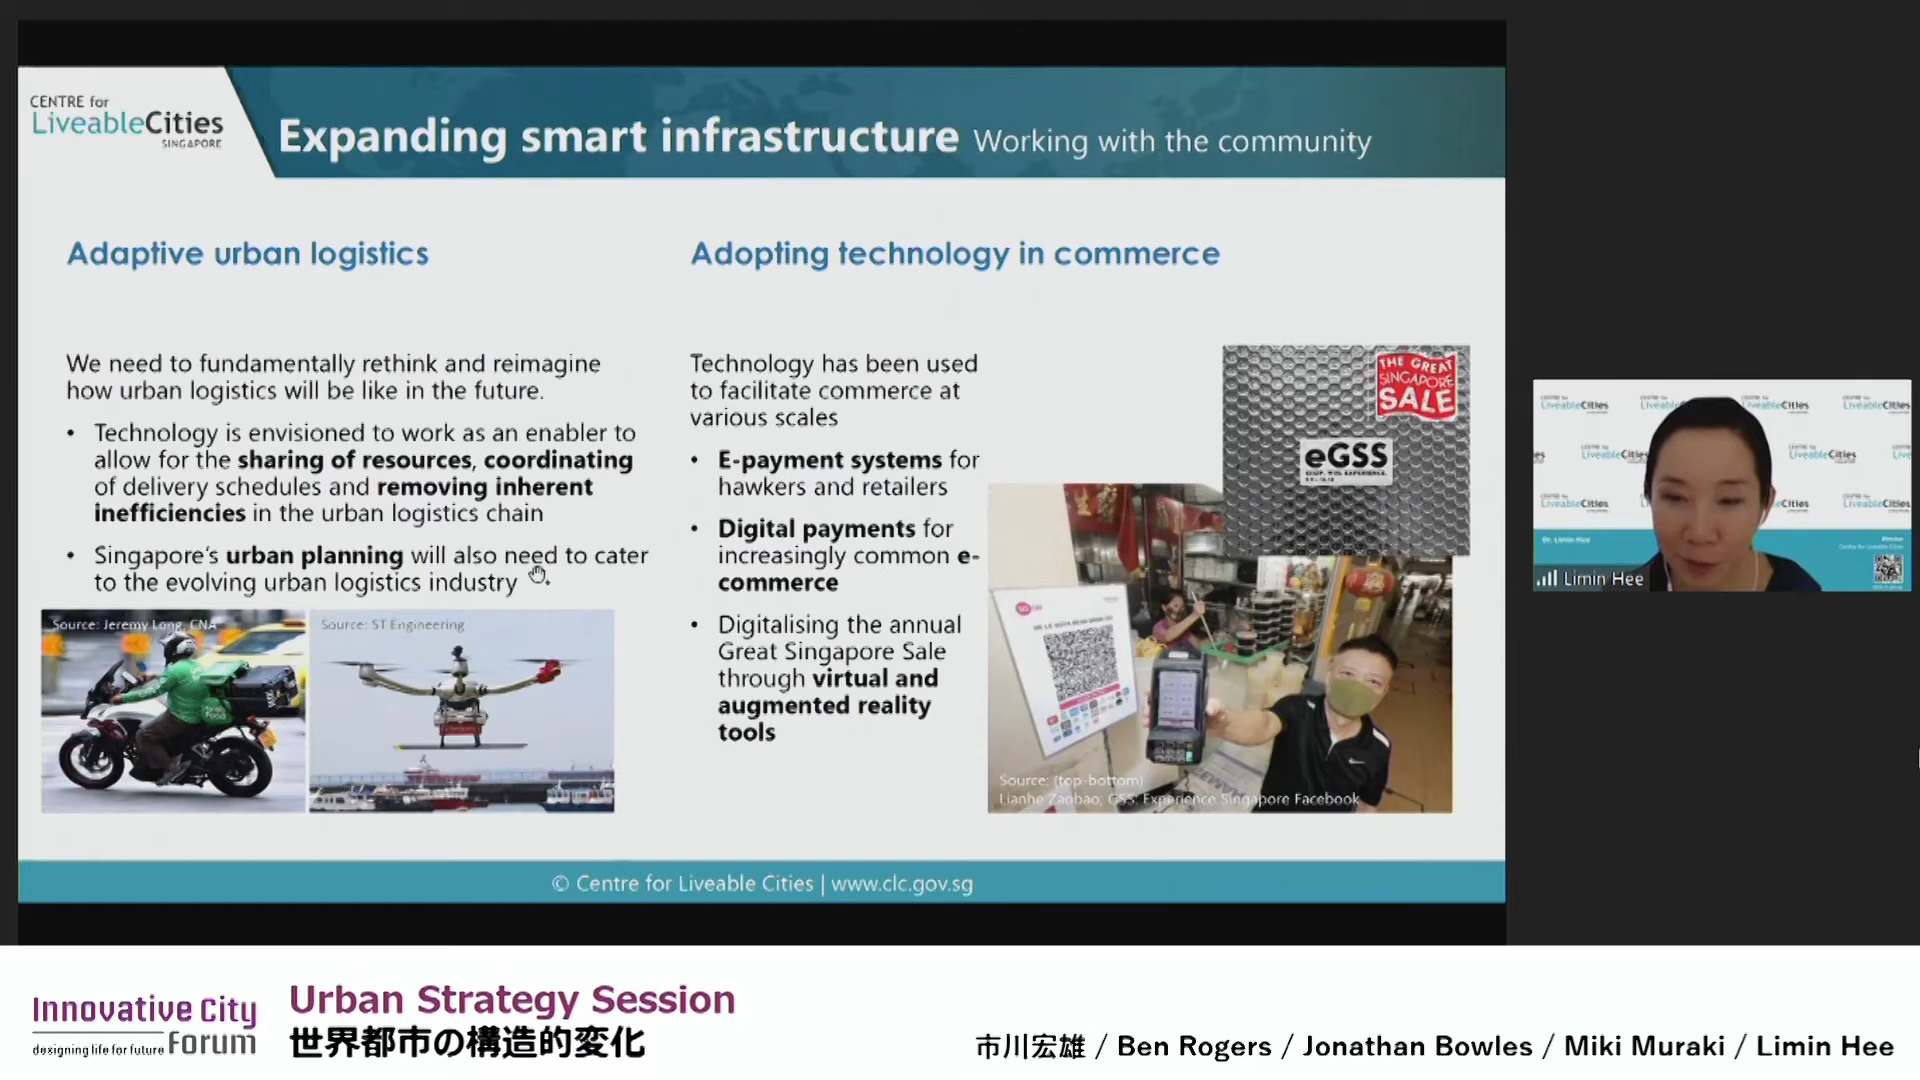 CENTRE for
LiveableCities
SINGAPORE
Expanding smart infrastructure Working with the community
Adaptive urban logistics
We need to fundamentally rethink and reimagine
how urban logistics will be like in the future.
• Technology is envisioned to work as an enabler to
allow for the sharing of resources, coordinating
of delivery schedules and removing inherent
inefficiencies in the urban logistics chain
• Singapore's urban planning will also need to cater
to the evolving urban logistics industry
Source: Jeremy Long, CNA
Source: ST Engineering
Adopting technology in commerce
Technology has been used
to facilitate commerce at
various scales
• E-payment systems for
hawkers and retailers
• Digital payments for
increasingly common e-
commerce
• Digitalising the annual
Great Singapore Sale
through virtual and
augmented reality
tools
THE GREAT
SINGAPORE
SALE
eGSS
Source: (top-bottom)
Lianhe Zaobao; GSS: Experience Singapore Facebook
© Centre for Liveable Cities | www.clc.gov.sg
Dr. Limin Hee
Limin Hee
Innovative City
Forum
designing life for future
Urban Strategy Session
世界都市の構造的変化
市川宏雄 / Ben Rogers / Jonathan Bowles / Miki Muraki / Limin Hee